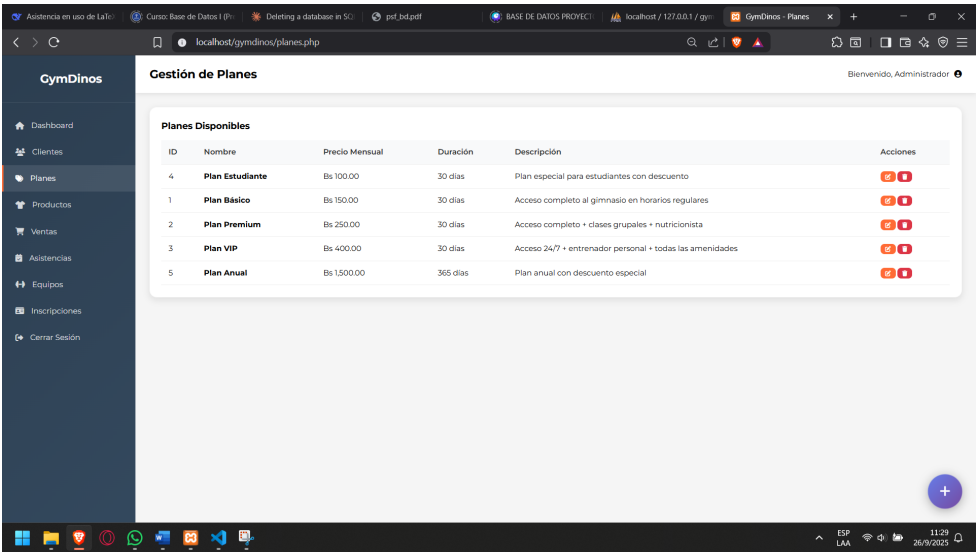 Asistencia en uso de LaTeX
Curso: Base de Datos I (Pr
Deleting a database in SQ
psf_bd.pdf
BASE DE DATOS PROYECT
localhost / 127.0.0.1 / gym
GymDinos - Planes
localhost/gymdinos/planes.php
GymDinos
Gestión de Planes
Bienvenido, Administrador
Dashboard
Clientes
Planes
Productos
Ventas
Asistencias
Equipos
Inscripciones
Cerrar Sesión
Planes Disponibles
ID Nombre Precio Mensual Duración Descripción Acciones
4 Plan Estudiante Bs 100.00 30 días Plan especial para estudiantes con descuento
1 Plan Básico Bs 150.00 30 días Acceso completo al gimnasio en horarios regulares
2 Plan Premium Bs 250.00 30 días Acceso completo + clases grupales + nutricionista
3 Plan VIP Bs 400.00 30 días Acceso 24/7 + entrenador personal + todas las amenidades
5 Plan Anual Bs 1,500.00 365 días Plan anual con descuento especial
ESP
LAA
11:29
26/9/2025